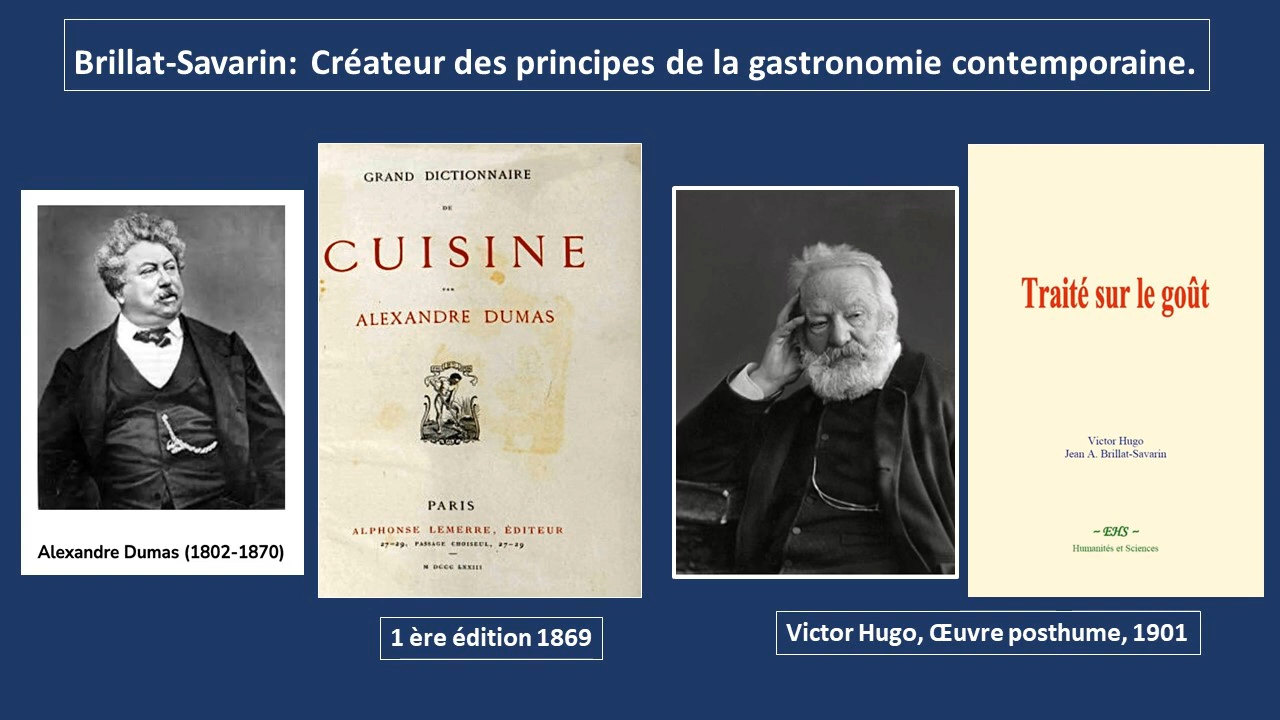 Brillat-Savarin: Créateur des principes de la gastronomie contemporaine.
Alexandre Dumas (1802-1870)
GRAND DICTIONNAIRE
DE
CUISINE
PAR
ALEXANDRE DUMAS
PARIS
ALPHONSE LEMERRE, ÉDITEUR
27-29, PASSAGE CHOISEUL, 27-29
M DCCC LXXIII
1 ère édition 1869
Traité sur le goût
Victor Hugo
Jean A. Brillat-Savarin
~ EHS ~
Humanités et Sciences
Victor Hugo, Œuvre posthume, 1901